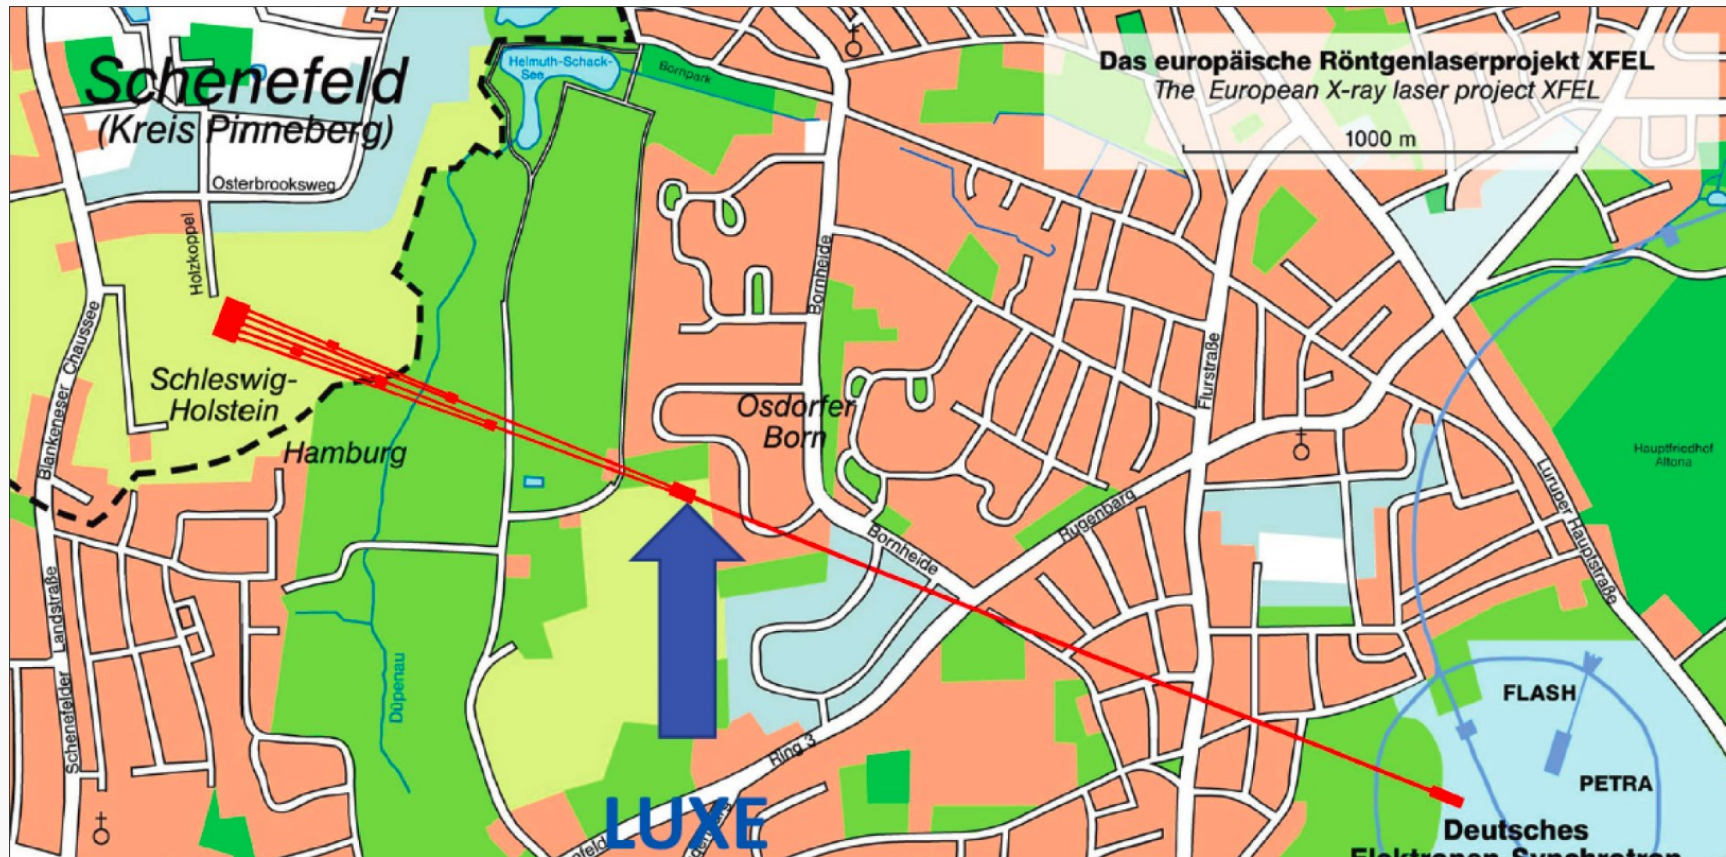 Das europäische Röntgenlaserprojekt XFEL
The European X-ray laser project XFEL
1000 m
Schenefeld
(Kreis Pinneberg)
Helmuth-Schack-
See
Bornpark
Osterbrooksweg
Holzkoppel
Bornheide
Blankeneser Chaussee
Schleswig-
Holstein
Hamburg
Osdorfer
Born
Flurstraße
Hauptfriedhof
Altona
Luruper Hauptstraße
Rugenbarg
Bornheide
Schenefelder Landstraße
Düpenau
Ring 3
FLASH
PETRA
LUXE
Deutsches
Elektronen-Synchrotron